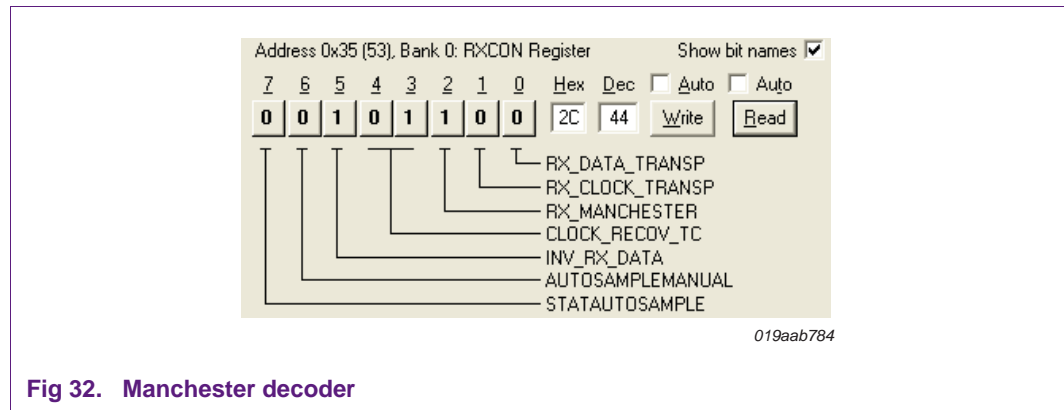 Address 0x35 (53), Bank 0: RXCON Register Show bit names
7 6 5 4 3 2 1 0 Hex Dec Auto Auto
0 0 1 0 1 1 0 0 2C 44 Write Read
RX_DATA_TRANSP
RX_CLOCK_TRANSP
RX_MANCHESTER
CLOCK_RECOV_TC
INV_RX_DATA
AUTOSAMPLEMANUAL
STATAUTOSAMPLE
019aab784
Fig 32. Manchester decoder